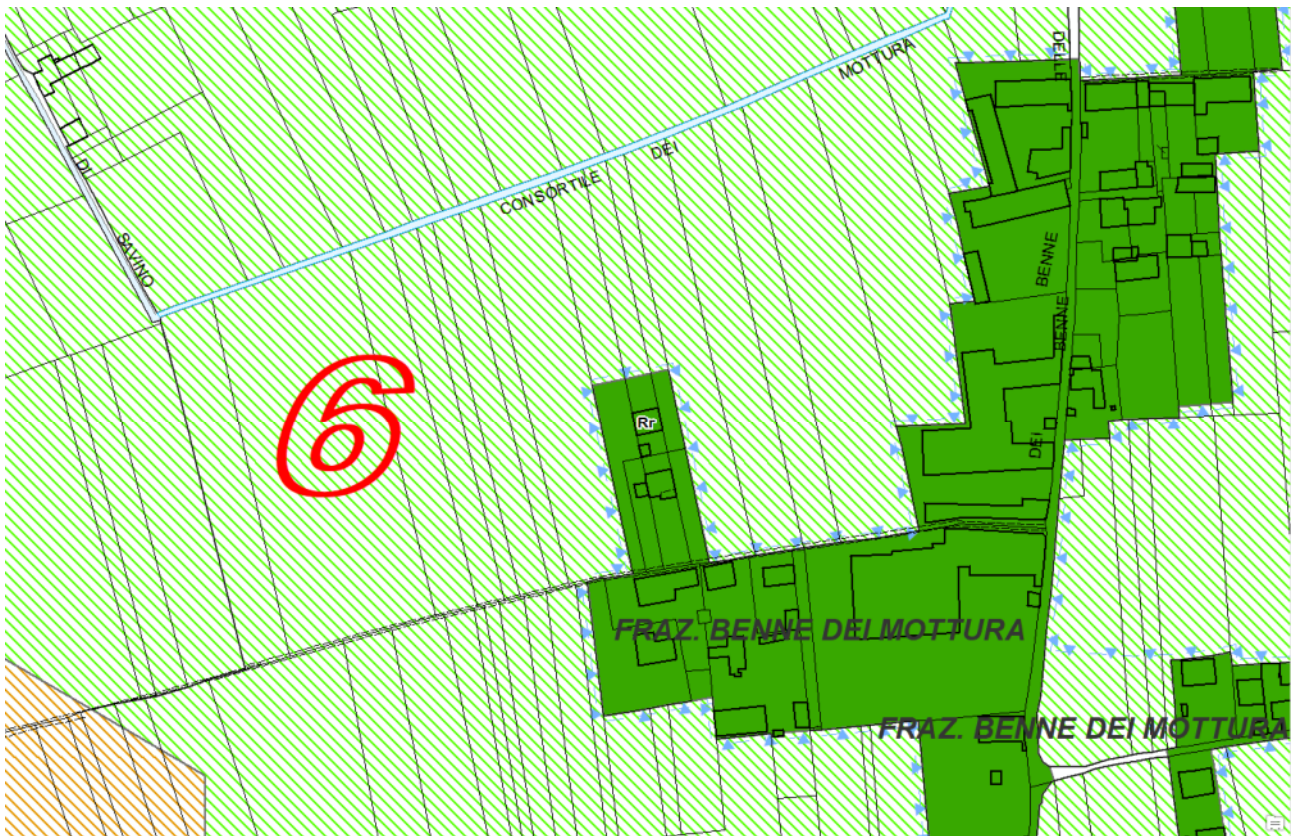 DELLE
MOTTURA
DEI
CONSORTILE
DI
SAVINO
BENNE
BENNE
DEI
6
Rr
FRAZ. BENNE DEI MOTTURA
FRAZ. BENNE DEI MOTTURA